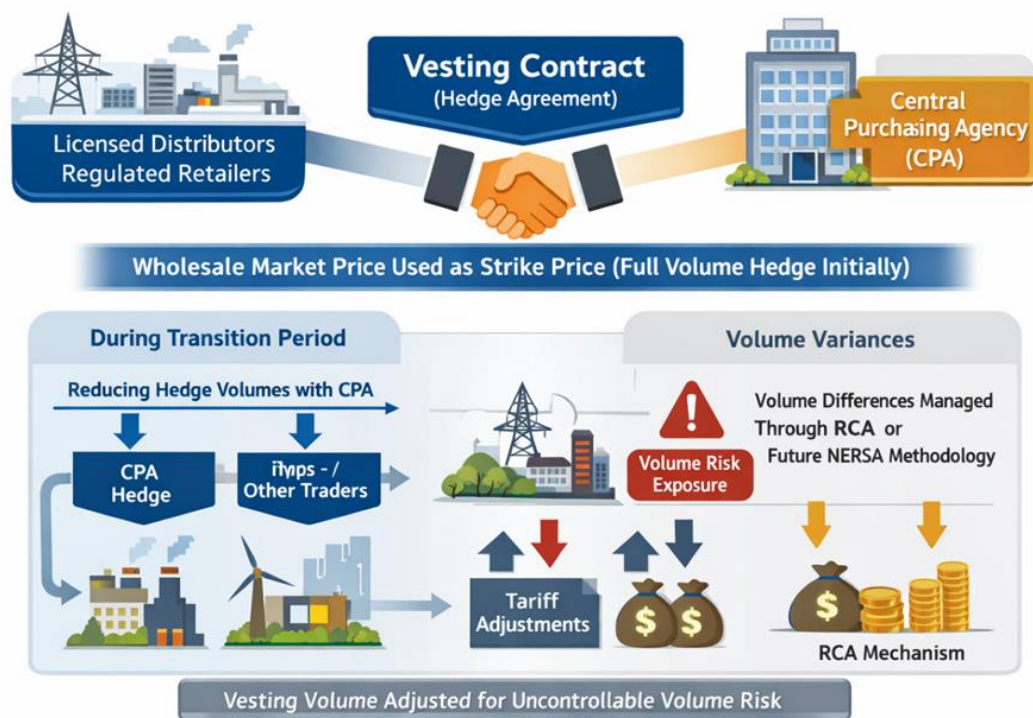 Vesting Contract
(Hedge Agreement)
Licensed Distributors
Regulated Retailers
Central
Purchasing Agency
(CPA)
Wholesale Market Price Used as Strike Price (Full Volume Hedge Initially)
During Transition Period
Reducing Hedge Volumes with CPA
CPA
Hedge
- /
Other Traders
Volume Variances
Volume Risk
Exposure
Volume Differences Managed
Through RCA or
Future NERSA Methodology
Tariff
Adjustments
$ $
$
RCA Mechanism
Vesting Volume Adjusted for Uncontrollable Volume Risk